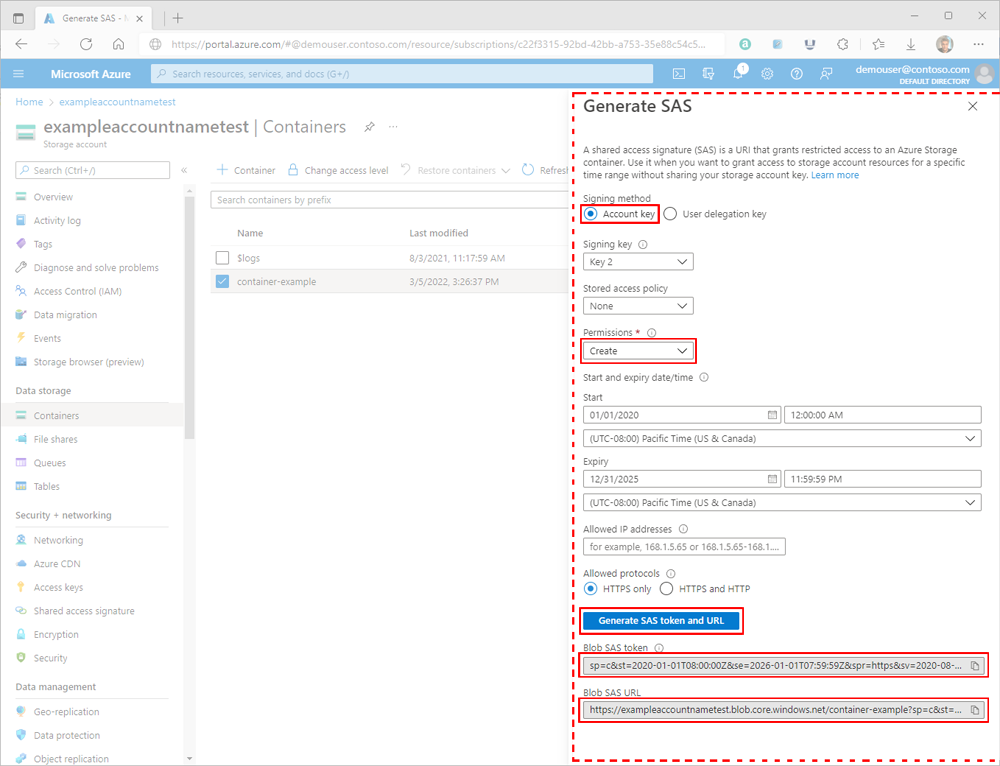 Generate SAS - M
https://portal.azure.com/#@demouser.contoso.com/resource/subscriptions/c22f3315-92bd-42bb-a753-35e88c54c5...
Microsoft Azure
Search resources, services, and docs (G+/)
1
demouser@contoso.com
DEFAULT DIRECTORY
Home > exampleaccountnametest
exampleaccountnametest | Containers
...
Storage account
Search (Ctrl+/)
«
Overview
Activity log
Tags
Diagnose and solve problems
Access Control (IAM)
Data migration
Events
Storage browser (preview)
Data storage
Containers
File shares
Queues
Tables
Security + networking
Networking
Azure CDN
Access keys
Shared access signature
Encryption
Security
Data management
Geo-replication
Data protection
Object replication
Container
Change access level
Restore containers
Refresh
Search containers by prefix
Name Last modified
$logs 8/3/2021, 11:17:59 AM
container-example 3/5/2022, 3:26:37 PM
Generate SAS
A shared access signature (SAS) is a URI that grants restricted access to an Azure Storage
container. Use it when you want to grant access to storage account resources for a specific
time range without sharing your storage account key. Learn more
Signing method
Account key User delegation key
Signing key
Key 2
Stored access policy
None
Permissions *
Create
Start and expiry date/time
Start
01/01/2020 12:00:00 AM
(UTC-08:00) Pacific Time (US & Canada)
Expiry
12/31/2025 11:59:59 PM
(UTC-08:00) Pacific Time (US & Canada)
Allowed IP addresses
for example, 168.1.5.65 or 168.1.5.65-168.1....
Allowed protocols
HTTPS only HTTPS and HTTP
Generate SAS token and URL
Blob SAS token
sp=c&st=2020-01-01T08:00:00Z&se=2026-01-01T07:59:59Z&spr=https&sv=2020-08-...
Blob SAS URL
https://exampleaccountnametest.blob.core.windows.net/container-example?sp=c&st=...